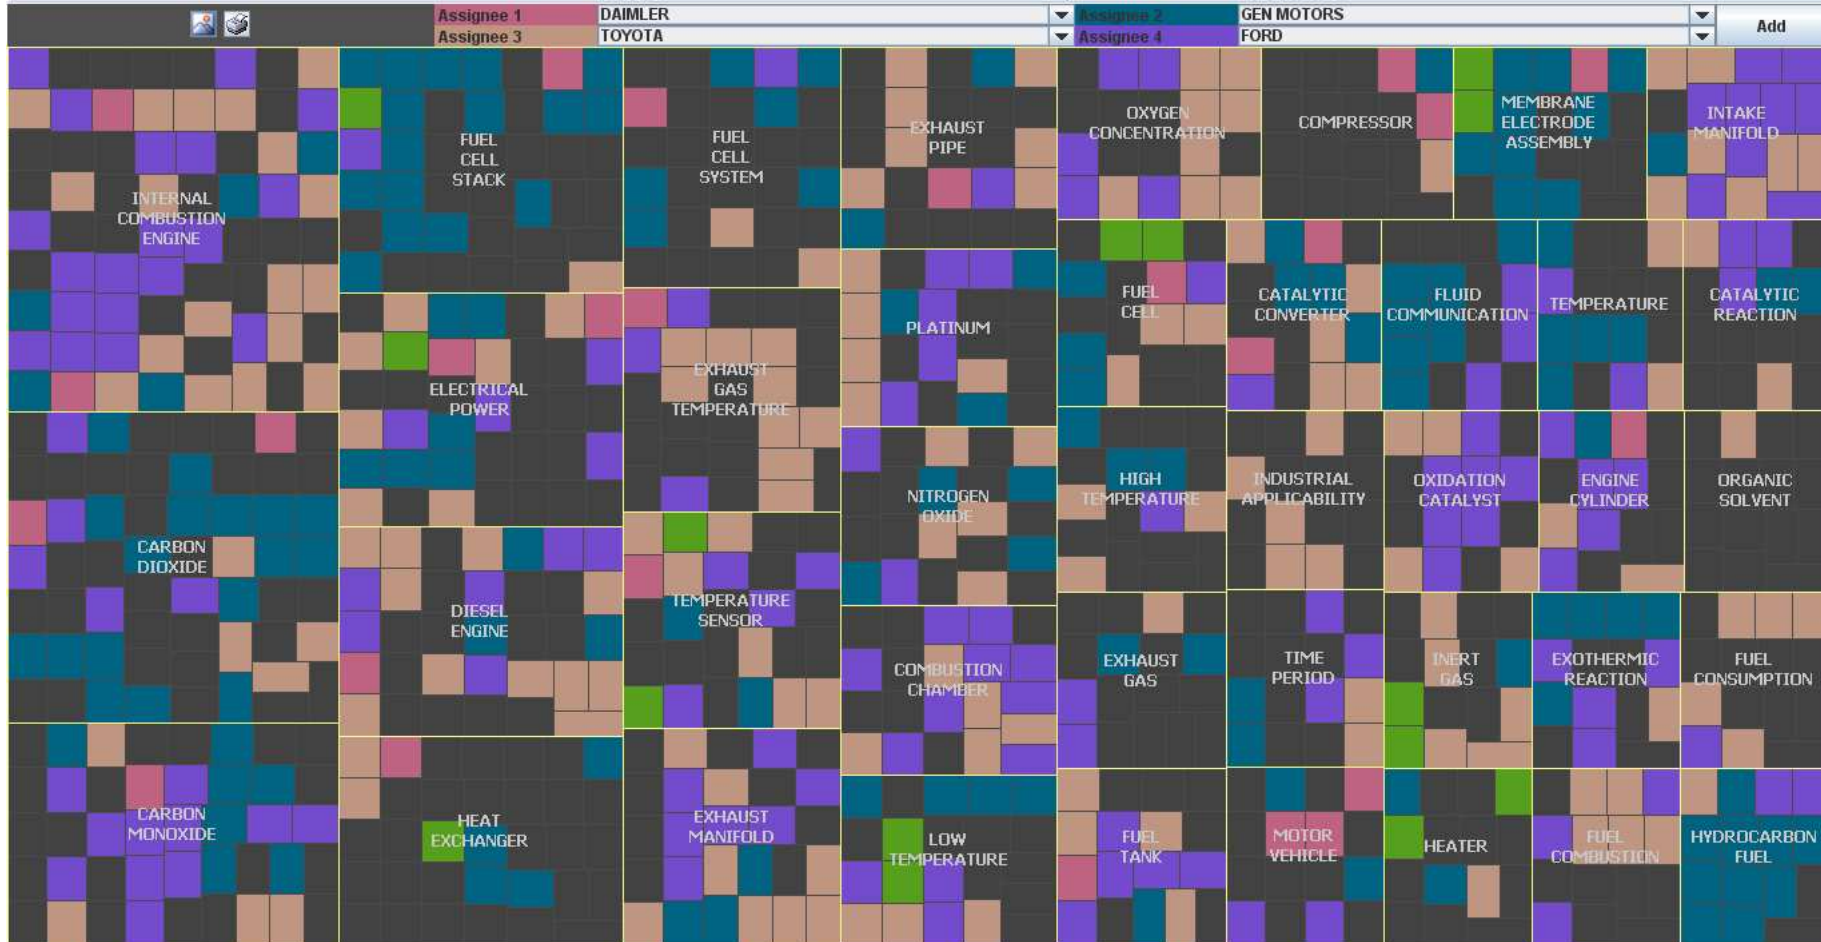 Assignee 1 DAIMLER Assignee 2 GEN MOTORS
Assignee 3 TOYOTA Assignee 4 FORD
Add
INTERNAL
COMBUSTION
ENGINE
FUEL
CELL
STACK
FUEL
CELL
SYSTEM
EXHAUST
PIPE
OXYGEN
CONCENTRATION
COMPRESSOR
MEMBRANE
ELECTRODE
ASSEMBLY
INTAKE
MANIFOLD
PLATINUM
FUEL
CELL
CATALYTIC
CONVERTER
FLUID
COMMUNICATION
TEMPERATURE
CATALYTIC
REACTION
ELECTRICAL
POWER
EXHAUST
GAS
TEMPERATURE
NITROGEN
OXIDE
HIGH
TEMPERATURE
INDUSTRIAL
APPLICABILITY
OXIDATION
CATALYST
ENGINE
CYLINDER
ORGANIC
SOLVENT
CARBON
DIOXIDE
DIESEL
ENGINE
TEMPERATURE
SENSOR
COMBUSTION
CHAMBER
EXHAUST
GAS
TIME
PERIOD
INERT
GAS
EXOTHERMIC
REACTION
FUEL
CONSUMPTION
CARBON
MONOXIDE
HEAT
EXCHANGER
EXHAUST
MANIFOLD
LOW
TEMPERATURE
FUEL
TANK
MOTOR
VEHICLE
HEATER
FUEL
COMBUSTION
HYDROCARBON
FUEL